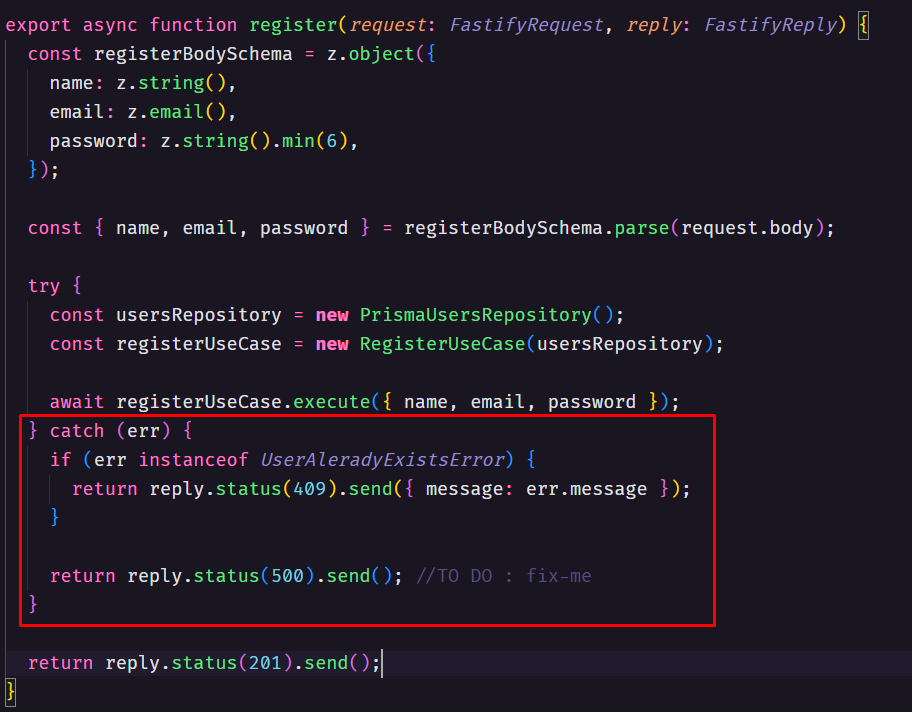 export async function register(request: FastifyRequest, reply: FastifyReply) {
const registerBodySchema = z.object({
name: z.string(),
email: z.email(),
password: z.string().min(6),
});
const { name, email, password } = registerBodySchema.parse(request.body);
try {
const usersRepository = new PrismaUsersRepository();
const registerUseCase = new RegisterUseCase(usersRepository);
await registerUseCase.execute({ name, email, password });
} catch (err) {
if (err instanceof UserAleradyExistsError) {
return reply.status(409).send({ message: err.message });
}
return reply.status(500).send(); //TO DO : fix-me
}
return reply.status(201).send();
}